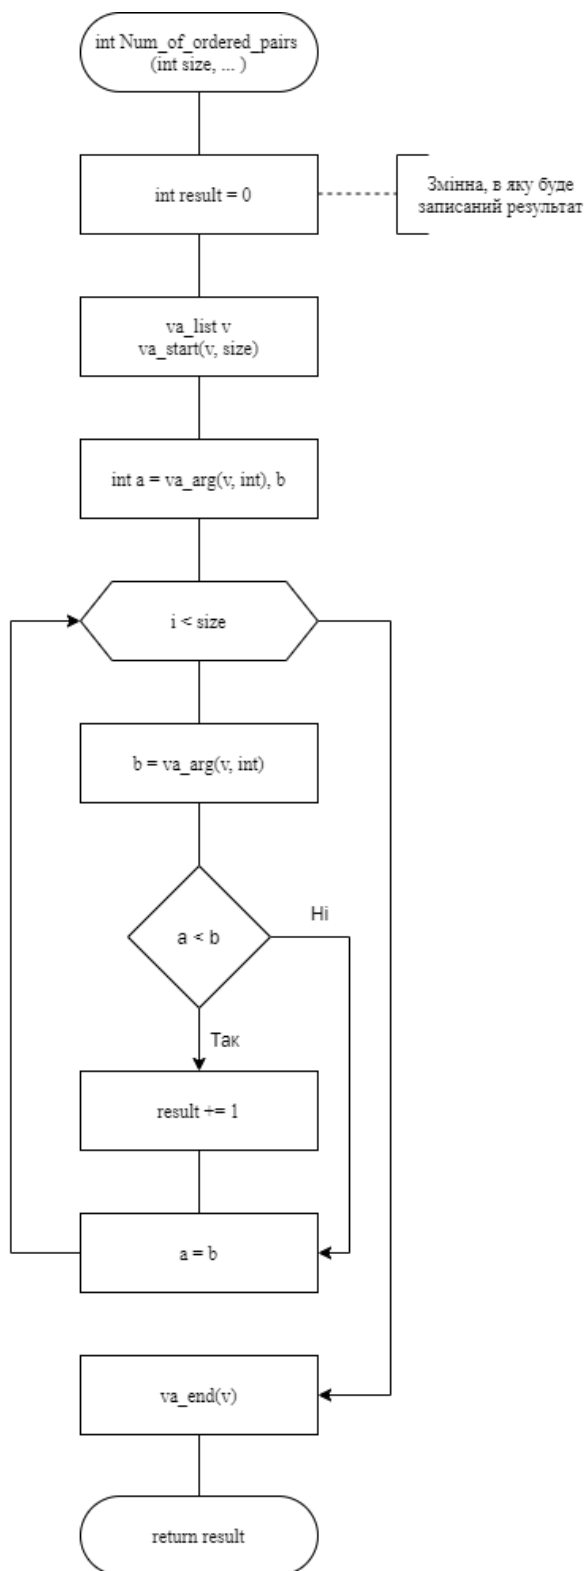 int Num_of_ordered_pairs
(int size, ... )
int result = 0
Змінна, в яку буде
записаний результат
va_list v
va_start(v, size)
int a = va_arg(v, int), b
i < size
b = va_arg(v, int)
a < b
Ні
Так
result += 1
a = b
va_end(v)
return result